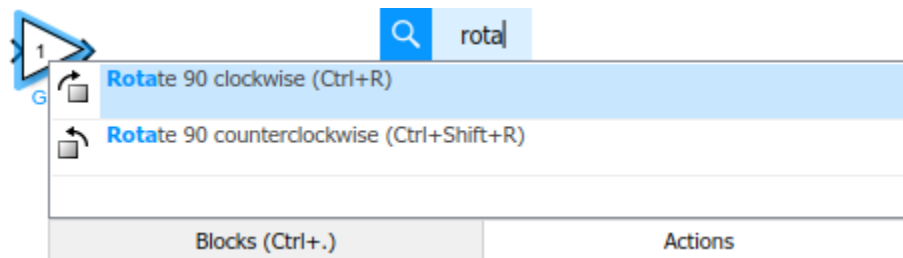 1
rota
G
Rotate 90 clockwise (Ctrl+R)
Rotate 90 counterclockwise (Ctrl+Shift+R)
Blocks (Ctrl+.)
Actions